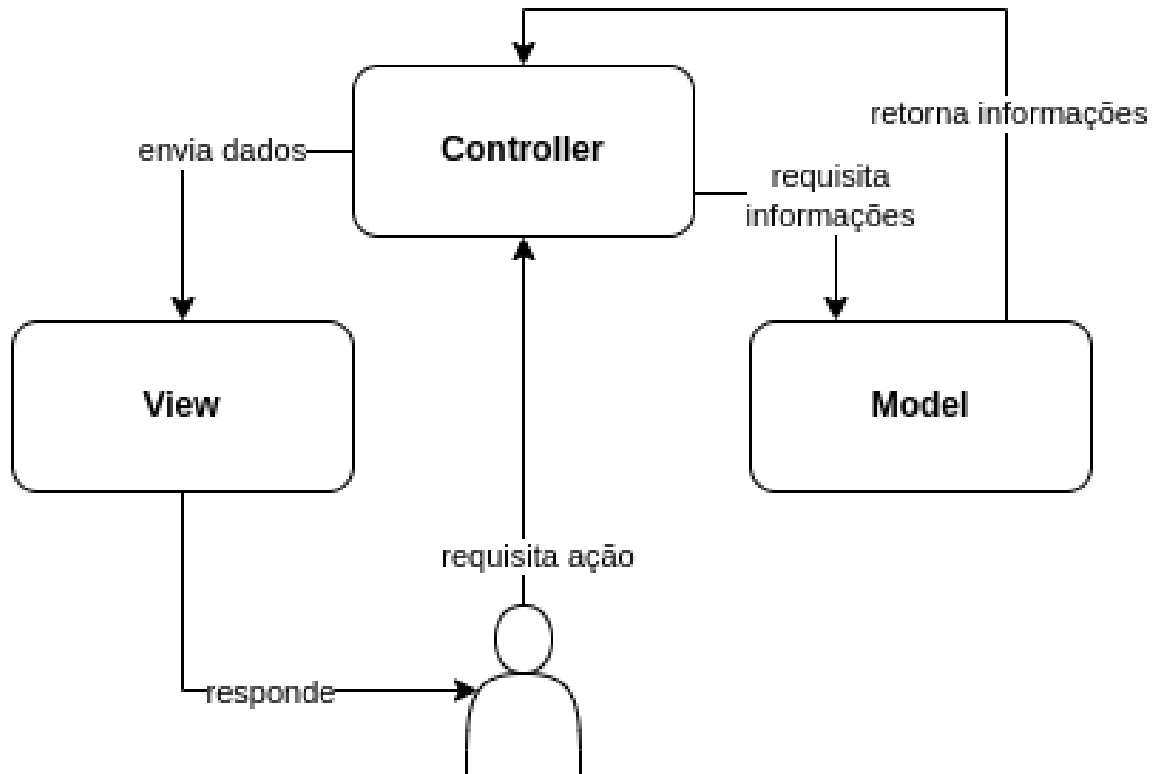 retorna informações
envia dados
Controller
requisita
informações
View
Model
requisita ação
responde